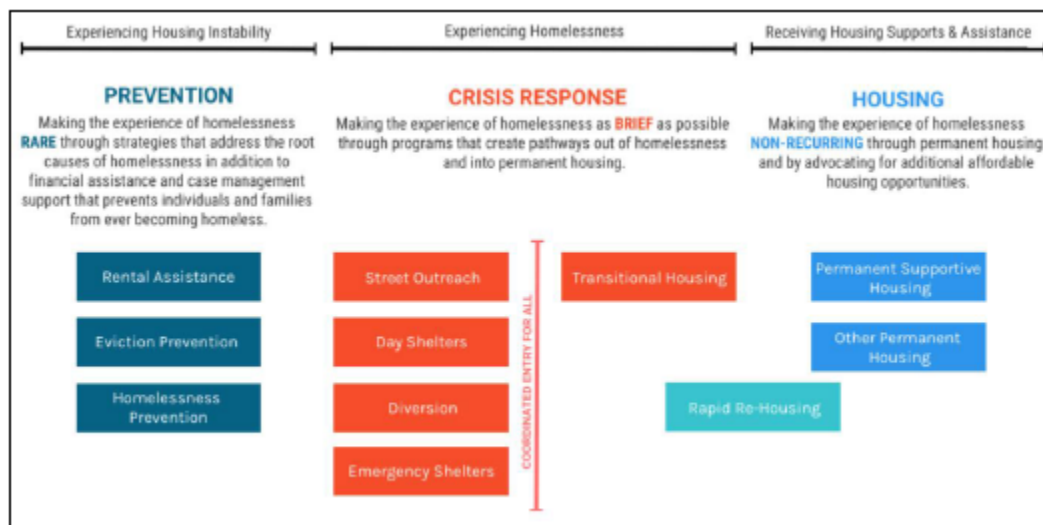 Experiencing Housing Instability
Experiencing Homelessness
Receiving Housing Supports & Assistance
PREVENTION
Making the experience of homelessness
RARE through strategies that address the root
causes of homelessness in addition to
financial assistance and case management
support that prevents individuals and families
from ever becoming homeless.
CRISIS RESPONSE
Making the experience of homelessness as BRIEF as possible
through programs that create pathways out of homelessness
and into permanent housing.
HOUSING
Making the experience of homelessness
NON-RECURRING through permanent housing
and by advocating for additional affordable
housing opportunities.
Rental Assistance
Eviction Prevention
Homelessness
Prevention
Street Outreach
Day Shelters
Diversion
Emergency Shelters
COORDINATED ENTRY FOR ALL
Transitional Housing
Rapid Re-Housing
Permanent Supportive
Housing
Other Permanent
Housing